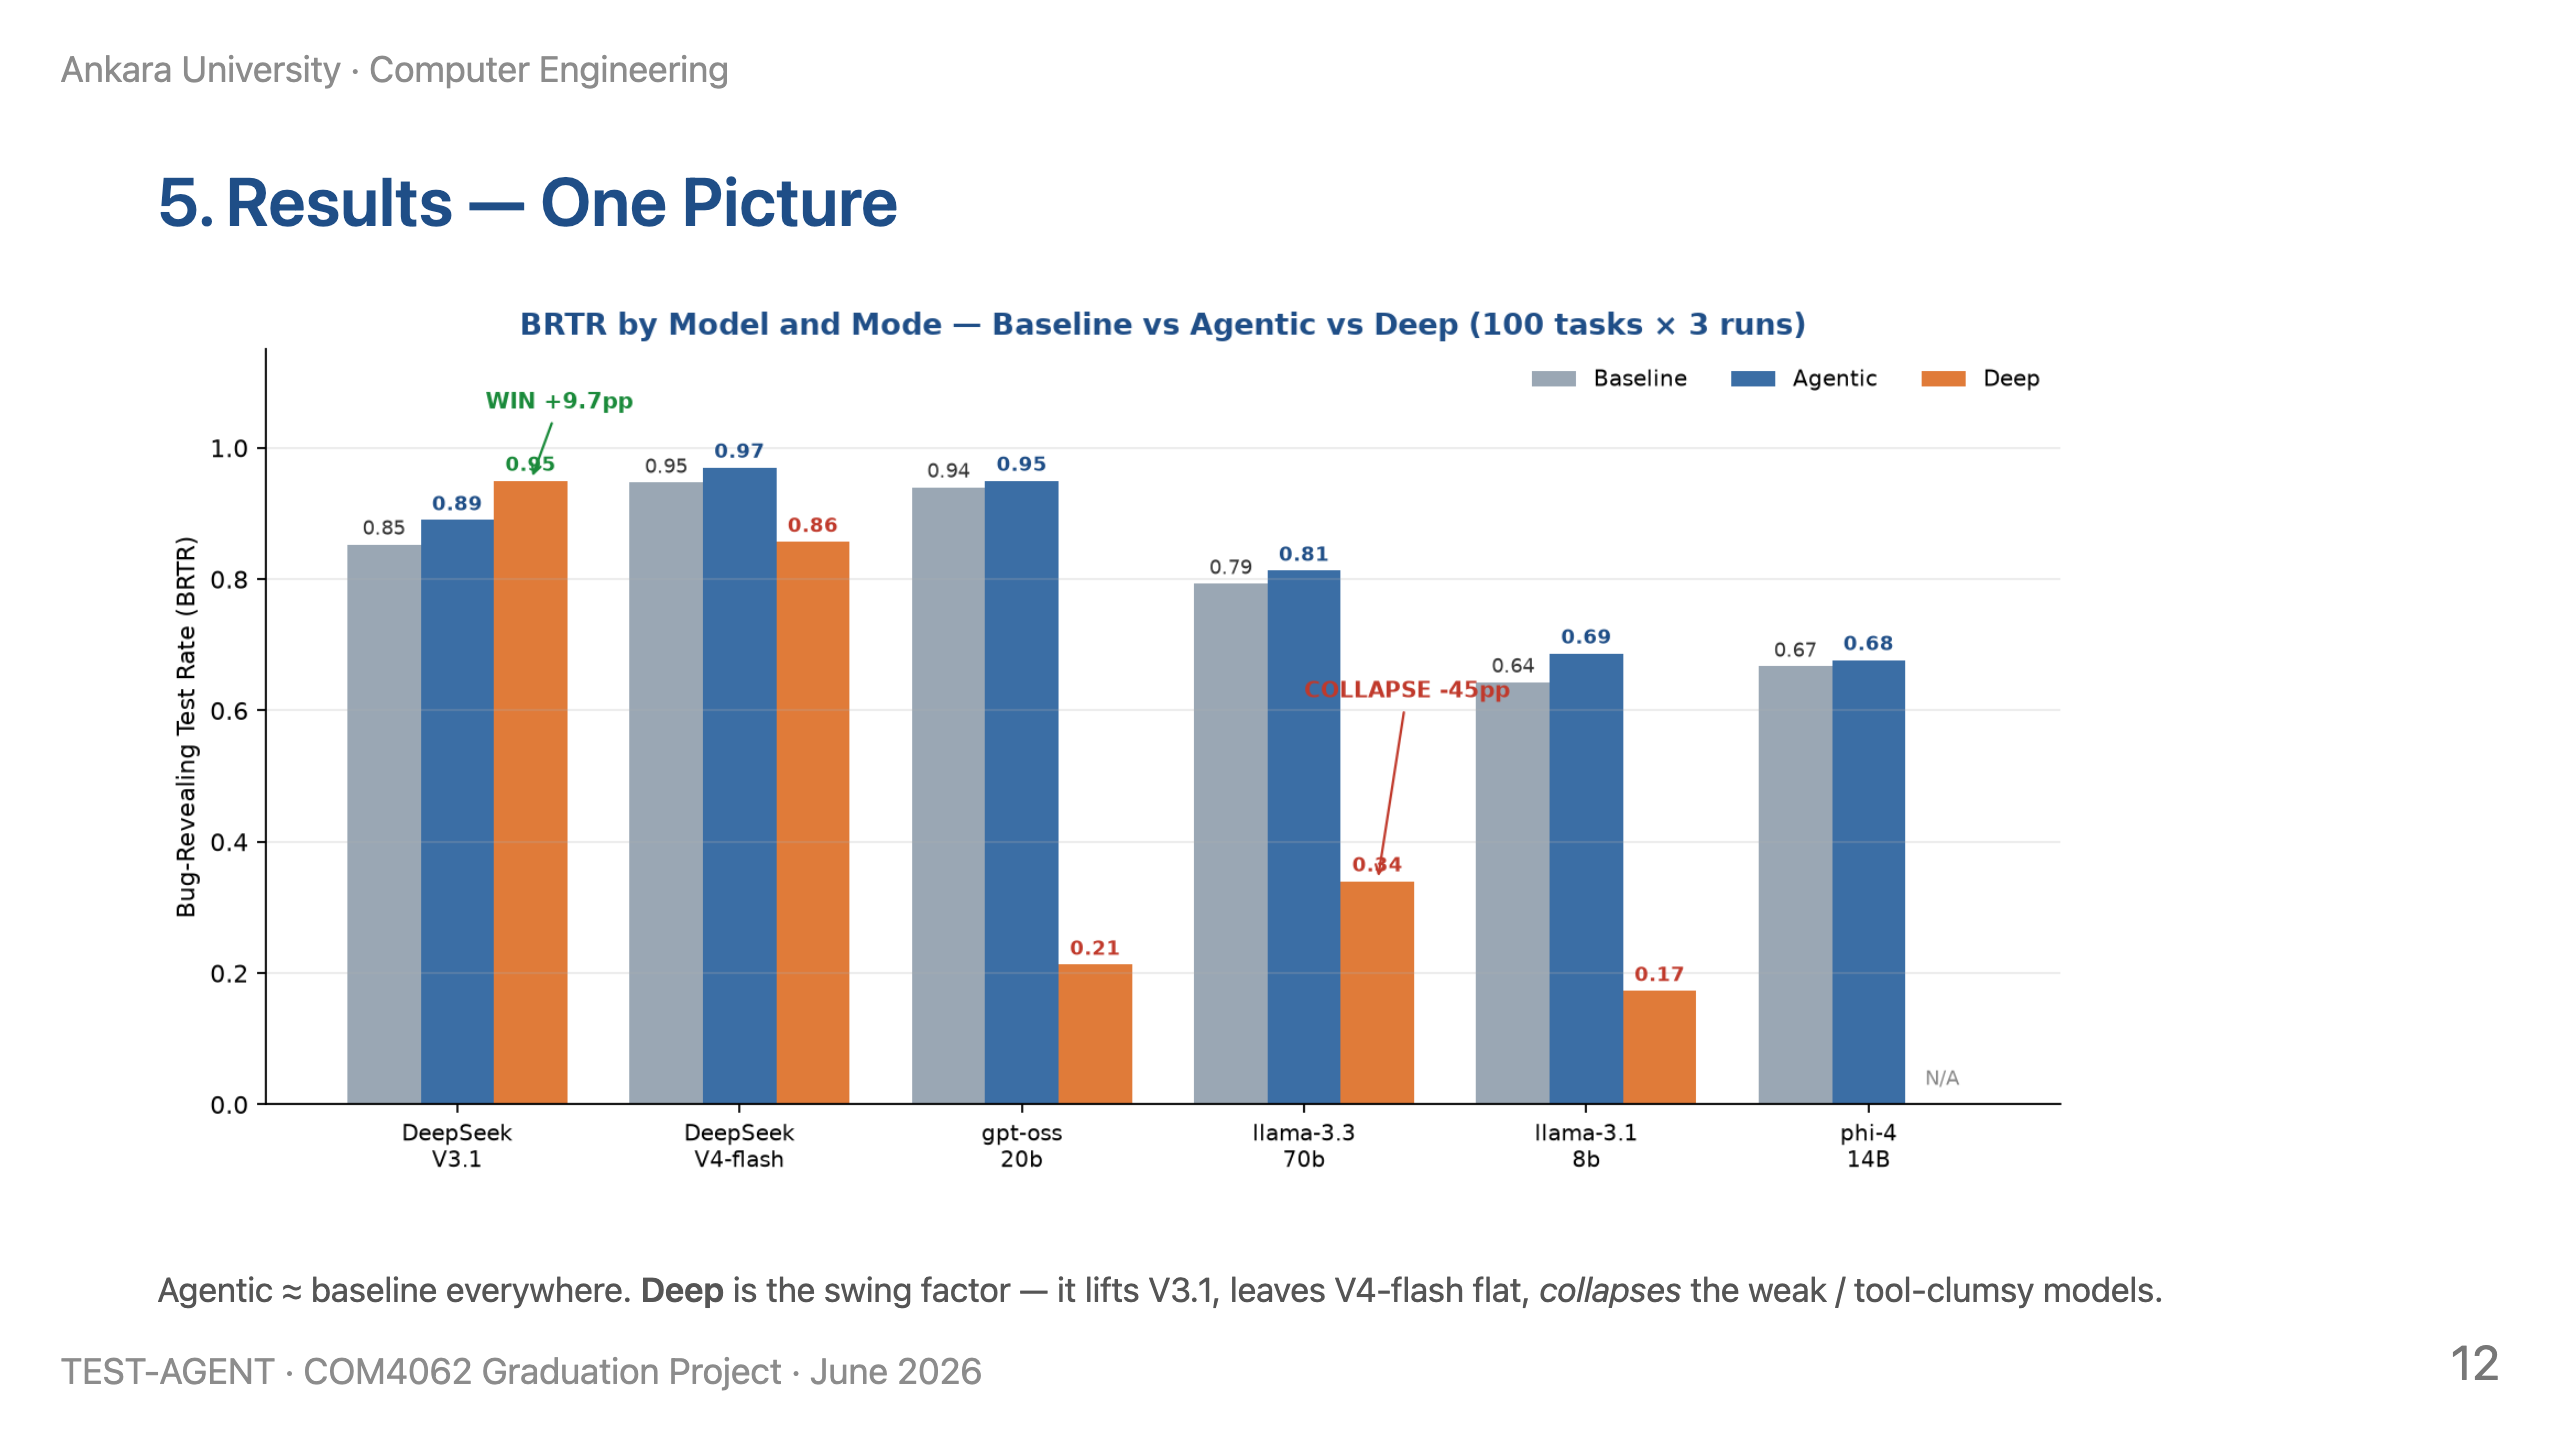 Ankara University · Computer Engineering
5. Results — One Picture
BRTR by Model and Mode — Baseline vs Agentic vs Deep (100 tasks × 3 runs)
Baseline Agentic Deep
WIN +9.7pp
Bug-Revealing Test Rate (BRTR)
1.0
0.8
0.6
0.4
0.2
0.0
0.85 0.89 0.95
0.95 0.97 0.86
0.94 0.95 0.21
0.79 0.81 0.34
COLLAPSE -45pp
0.64 0.69 0.17
0.67 0.68 N/A
DeepSeek
V3.1
DeepSeek
V4-flash
gpt-oss
20b
llama-3.3
70b
llama-3.1
8b
phi-4
14B
Agentic ≈ baseline everywhere. Deep is the swing factor — it lifts V3.1, leaves V4-flash flat, collapses the weak / tool-clumsy models.
TEST-AGENT · COM4062 Graduation Project · June 2026
12